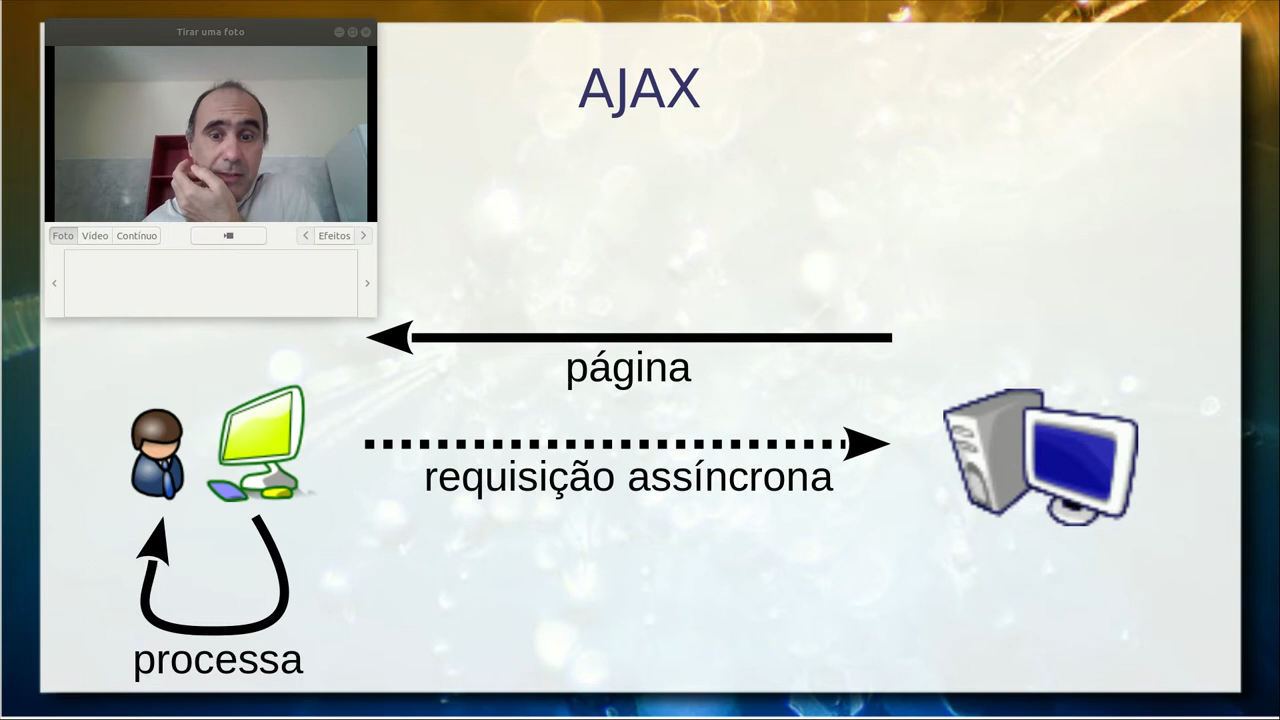 Tirar uma foto
AJAX
Foto Vídeo Contínuo Efeitos
página
requisição assíncrona
processa